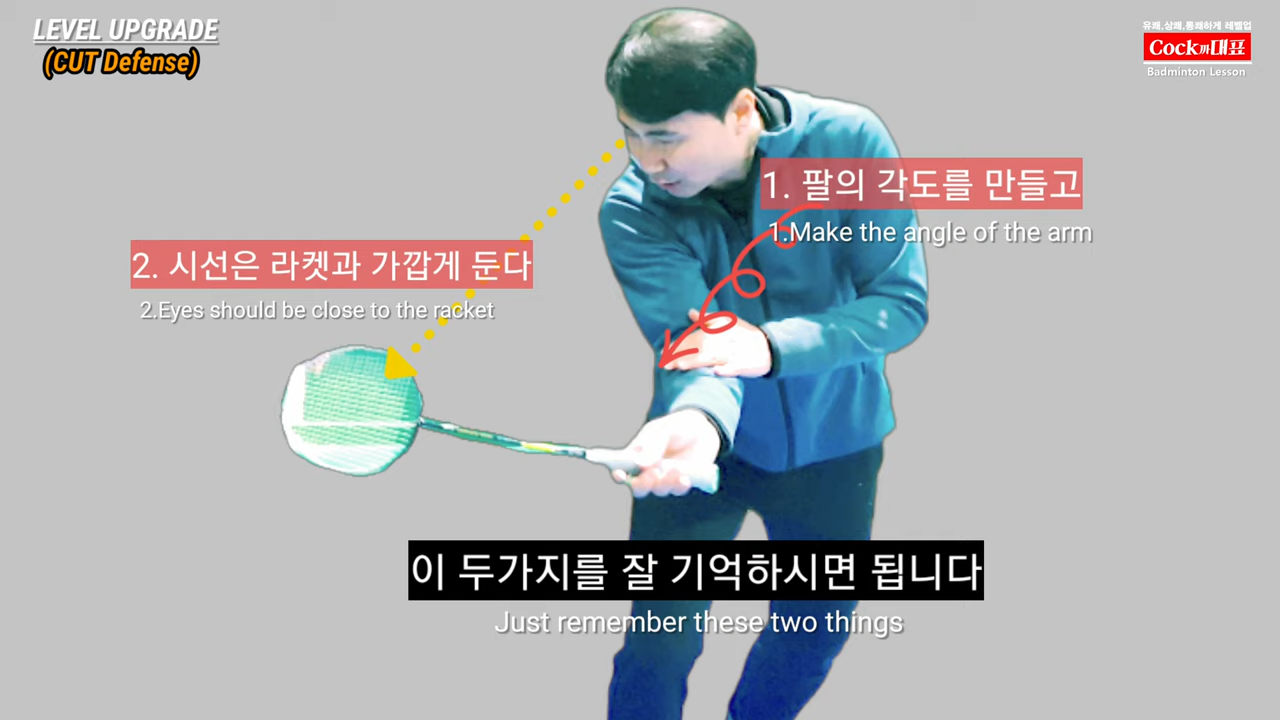 LEVEL UPGRADE
(CUT Defense)
유쾌,상쾌,통쾌하게 레벨업
Cock까대표
Badminton Lesson
1. 팔의 각도를 만들고
1.Make the angle of the arm
2. 시선은 라켓과 가깝게 둔다
2.Eyes should be close to the racket
이 두가지를 잘 기억하시면 됩니다
Just remember these two things